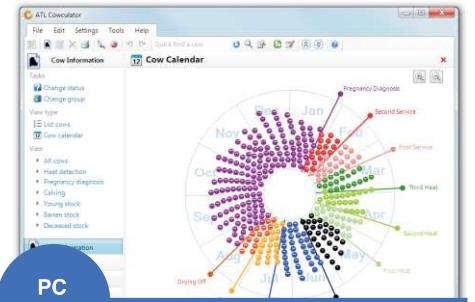 ATL Cowculator
File Edit Settings Tools Help
Quick find a cow
Cow Information
12 Cow Calendar
Tasks
Change status
Change group
View type
List cows
12 Cow calendar
View
All cows
Heat detection
Pregnancy diagnosis
Calving
Young stock
Barren stock
Deceased stock
Pregnancy Diagnosis
Second Service
First Service
Third Heat
Second Heat
First Heat
Drying Off
Dec
Jan
Feb
Mar
Apr
May
Jul
Aug
Sep
Oct
Nov
PC